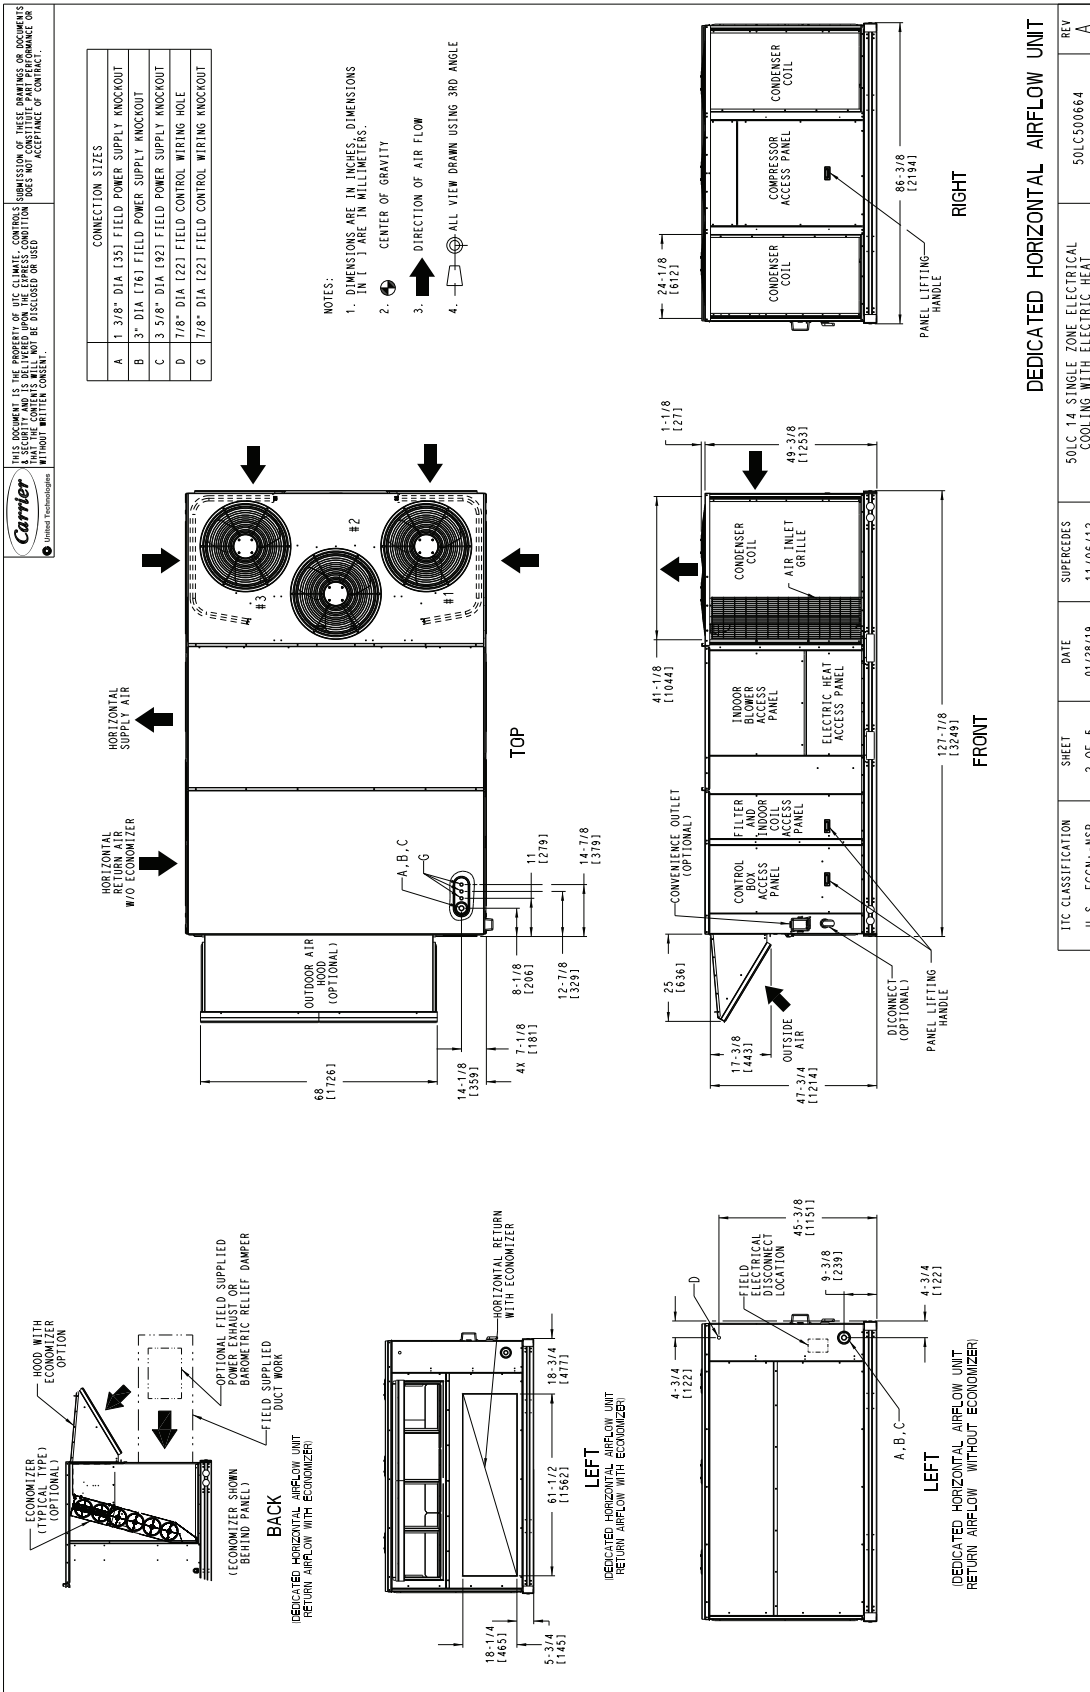 Carrier
United Technologies
THIS DOCUMENT IS THE PROPERTY OF UTC CLIMATE, CONTROLS
& SECURITY AND IS DELIVERED UPON THE EXPRESS CONDITION
THAT THE CONTENTS WILL NOT BE DISCLOSED OR USED
WITHOUT WRITTEN CONSENT.
SUBMISSION OF THESE DRAWINGS OR DOCUMENTS
DOES NOT CONSTITUTE PART PERFORMANCE OR
ACCEPTANCE OF CONTRACT.
CONNECTION SIZES
A 1 3/8" DIA [35] FIELD POWER SUPPLY KNOCKOUT
B 3" DIA [76] FIELD POWER SUPPLY KNOCKOUT
C 3 5/8" DIA [92] FIELD POWER SUPPLY KNOCKOUT
D 7/8" DIA [22] FIELD CONTROL WIRING HOLE
G 7/8" DIA [22] FIELD CONTROL WIRING KNOCKOUT
NOTES:
1. DIMENSIONS ARE IN INCHES, DIMENSIONS
IN [ ] ARE IN MILLIMETERS.
2. CENTER OF GRAVITY
3. DIRECTION OF AIR FLOW
4. ALL VIEW DRAWN USING 3RD ANGLE
HORIZONTAL
RETURN AIR
W/O ECONOMIZER
HORIZONTAL
SUPPLY AIR
OUTDOOR AIR
HOOD
(OPTIONAL)
A,B,C
G
#3
#2
#1
68
[1726]
14-1/8
[359]
4X 7-1/8
[181]
8-1/8
[206]
12-7/8
[329]
11
[279]
14-7/8
[379]
TOP
HOOD WITH
ECONOMIZER
OPTION
ECONOMIZER
(TYPICAL TYPE)
(OPTIONAL)
OPTIONAL FIELD SUPPLIED
POWER EXHAUST OR
BAROMETRIC RELIEF DAMPER
FIELD SUPPLIED
DUCT WORK
(ECONOMIZER SHOWN
BEHIND PANEL)
BACK
(DEDICATED HORIZONTAL AIRFLOW UNIT
RETURN AIRFLOW WITH ECONOMIZER)
HORIZONTAL RETURN
WITH ECONOMIZER
18-1/4
[465]
5-3/4
[145]
61-1/2
[1562]
18-3/4
[477]
LEFT
(DEDICATED HORIZONTAL AIRFLOW UNIT
RETURN AIRFLOW WITH ECONOMIZER)
4-3/4
[122]
D
FIELD
ELECTRICAL
DISCONNECT
LOCATION
45-3/8
[1151]
9-3/8
[239]
4-3/4
[122]
A,B,C
LEFT
(DEDICATED HORIZONTAL AIRFLOW UNIT
RETURN AIRFLOW WITHOUT ECONOMIZER)
25
[636]
17-3/8
[443]
OUTSIDE
AIR
47-3/4
[1214]
CONVENIENCE OUTLET
(OPTIONAL)
CONTROL
BOX
ACCESS
PANEL
FILTER
AND
INDOOR
COIL
ACCESS
PANEL
INDOOR
BLOWER
ACCESS
PANEL
ELECTRIC HEAT
ACCESS PANEL
CONDENSER
COIL
AIR INLET
GRILLE
41-1/8
[1044]
1-1/8
[27]
49-3/8
[1253]
DICONNECT
(OPTIONAL)
PANEL LIFTING
HANDLE
127-7/8
[3249]
FRONT
24-1/8
[612]
CONDENSER
COIL
COMPRESSOR
ACCESS PANEL
CONDENSER
COIL
PANEL LIFTING
HANDLE
86-3/8
[2194]
RIGHT
DEDICATED HORIZONTAL AIRFLOW UNIT
ITC CLASSIFICATION
SHEET
DATE
SUPERCEDES
50LC 14 SINGLE ZONE ELECTRICAL
COOLING WITH ELECTRIC HEAT
50LC500664
REV
A